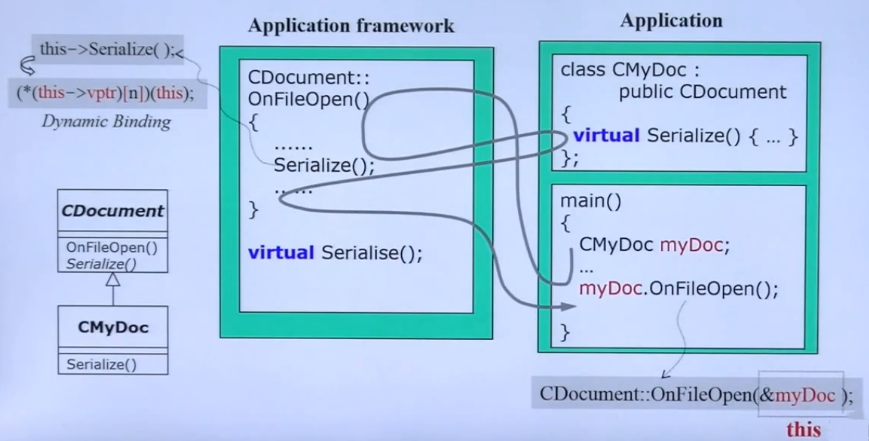 Application framework
Application
this->Serialize( );
(*(this->vptr)[n])(this);
Dynamic Binding
CDocument::
OnFileOpen()
{
......
Serialize();
......
}
virtual Serialise();
class CMyDoc :
public CDocument
{
virtual Serialize() { ... }
};
main()
{
CMyDoc myDoc;
...
myDoc.OnFileOpen();
}
CDocument
OnFileOpen()
Serialize()
CMyDoc
Serialize()
CDocument::OnFileOpen(&myDoc );
this